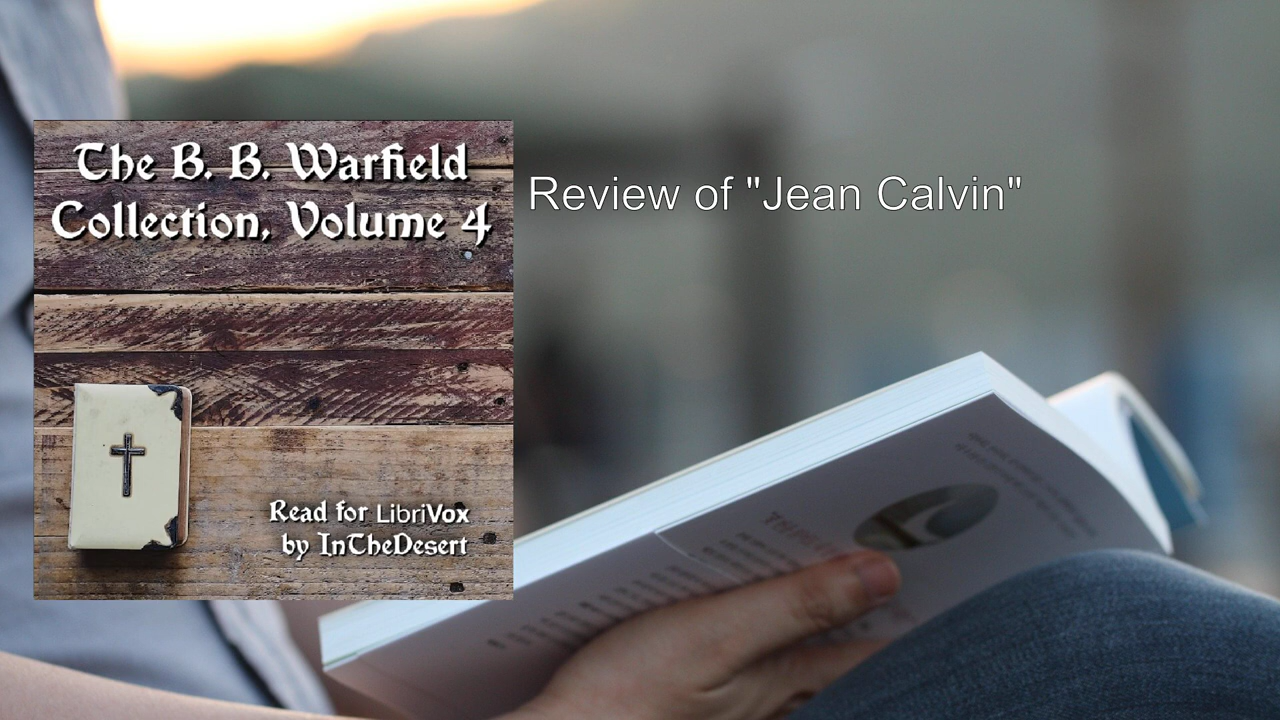 The B. B. Warfield
Collection, Volume 4
Read for LibriVox
by InTheDesert
Review of "Jean Calvin"